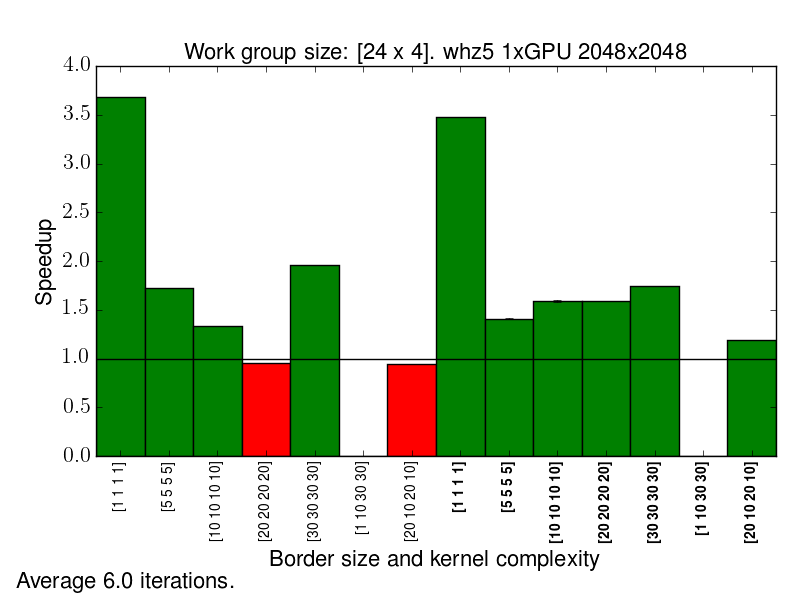 Work group size: [24 x 4]. whz5 1xGPU 2048x2048
4.0
3.5
3.0
2.5
2.0
1.5
1.0
0.5
0.0
Speedup
[1 1 1 1]
[5 5 5 5]
[10 10 10 10]
[20 20 20 20]
[30 30 30 30]
[1 10 30 30]
[20 10 20 10]
[1 1 1 1]
[5 5 5 5]
[10 10 10 10]
[20 20 20 20]
[30 30 30 30]
[1 10 30 30]
[20 10 20 10]
Border size and kernel complexity
Average 6.0 iterations.